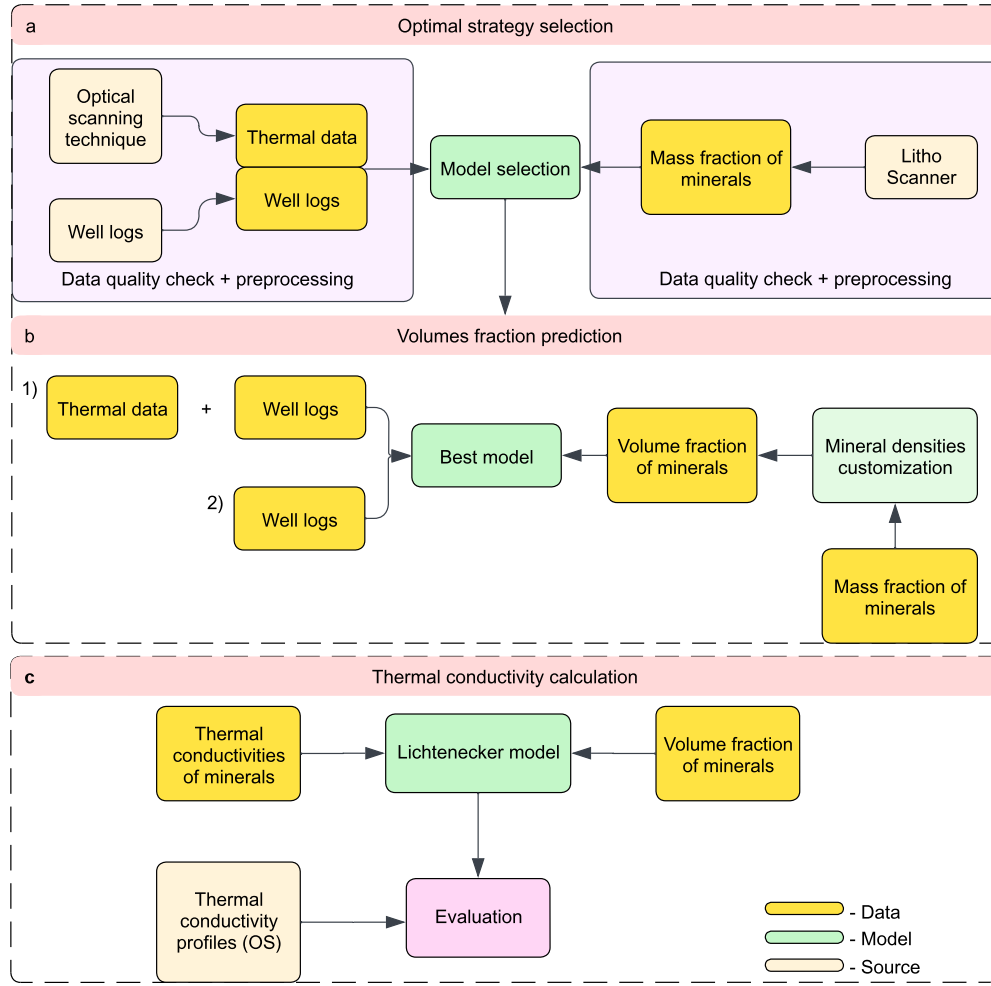 a
Optimal strategy selection
Optical
scanning
technique
Thermal data
Well logs
Well logs
Data quality check + preprocessing
Model selection
Mass fraction of
minerals
Litho
Scanner
Data quality check + preprocessing
b
Volumes fraction prediction
1)
Thermal data
+
Well logs
2)
Well logs
Best model
Volume fraction
of minerals
Mineral densities
customization
Mass fraction of
minerals
c
Thermal conductivity calculation
Thermal
conductivities
of minerals
Lichtenecker model
Volume fraction
of minerals
Thermal
conductivity
profiles (OS)
Evaluation
- Data
- Model
- Source